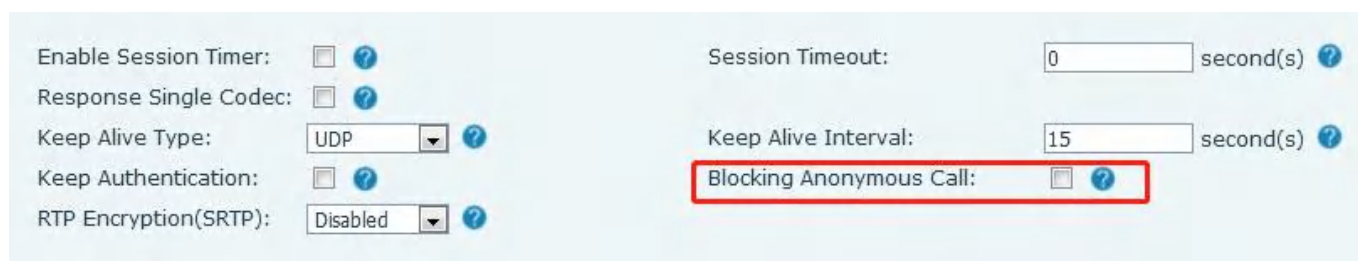 Enable Session Timer: ? Session Timeout: 0 second(s) ?
Response Single Codec: ?
Keep Alive Type: UDP ? Keep Alive Interval: 15 second(s) ?
Keep Authentication: ? Blocking Anonymous Call: ?
RTP Encryption(SRTP): Disabled ?